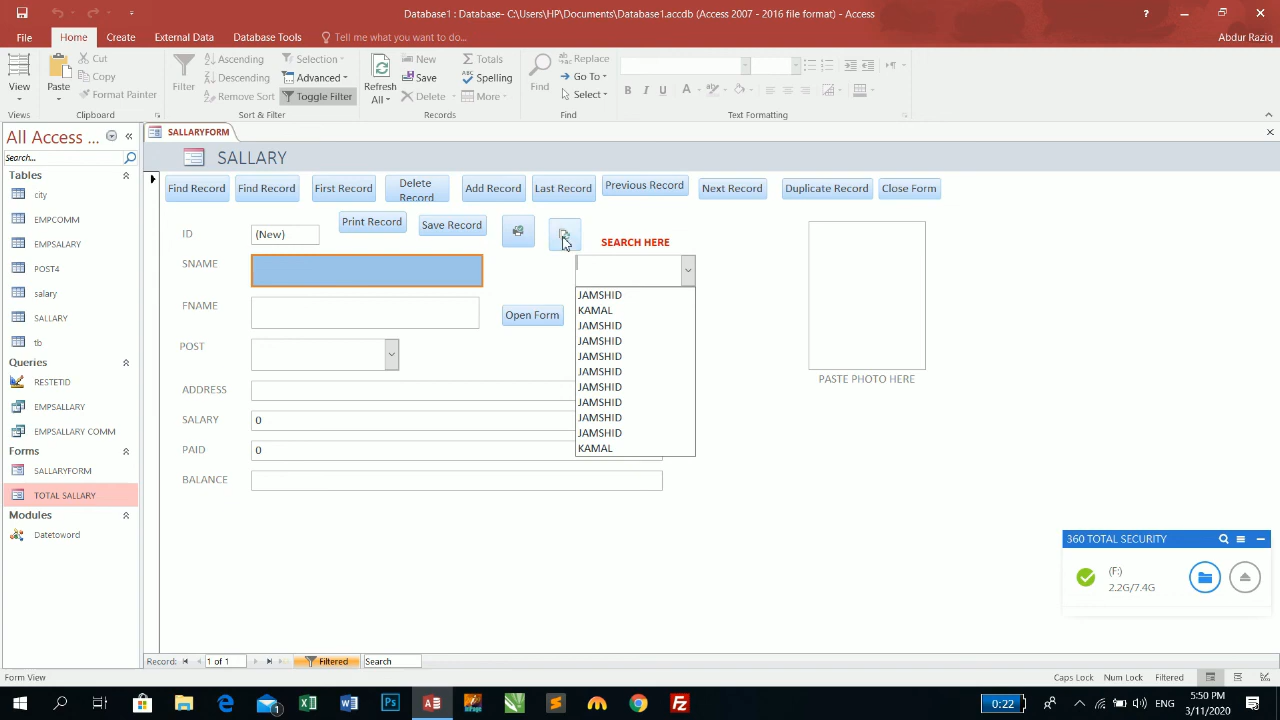 Database1 : Database- C:\Users\HP\Documents\Database1.accdb (Access 2007 - 2016 file format) - Access
File
Home
Create
External Data
Database Tools
Tell me what you want to do...
Abdur Raziq
View
Views
Paste
Cut
Copy
Format Painter
Clipboard
Filter
Ascending
Descending
Remove Sort
Selection
Advanced
Toggle Filter
Sort & Filter
Refresh
All
New
Save
Delete
Totals
Spelling
More
Records
Find
Replace
Go To
Select
Find
B I U A
Text Formatting
All Access ...
Search...
Tables
city
EMPCOMM
EMPSALARY
POST4
salary
SALLARY
tb
Queries
RESTETID
EMPSALLARY
EMPSALLARY COMM
Forms
SALLARYFORM
TOTAL SALLARY
Modules
Datetoword
SALLARYFORM
SALLARY
Find Record
Find Record
First Record
Delete
Record
Add Record
Last Record
Previous Record
Next Record
Duplicate Record
Close Form
Print Record
Save Record
ID
(New)
SEARCH HERE
SNAME
FNAME
Open Form
POST
ADDRESS
SALARY
0
PAID
0
BALANCE
JAMSHID
KAMAL
JAMSHID
JAMSHID
JAMSHID
JAMSHID
JAMSHID
JAMSHID
JAMSHID
JAMSHID
KAMAL
PASTE PHOTO HERE
360 TOTAL SECURITY
(F:)
2.2G/7.4G
Record:
1 of 1
Filtered
Search
Form View
Caps Lock
Num Lock
Filtered
0:22
ENG
5:50 PM
3/11/2020